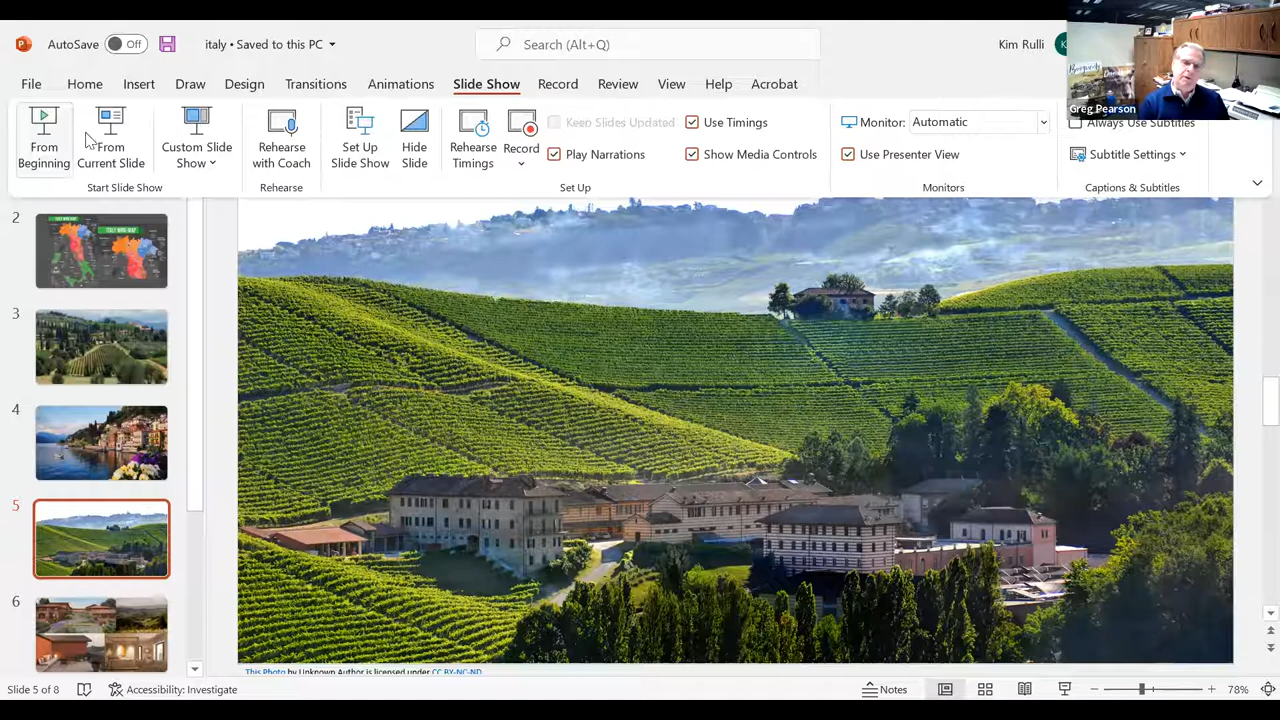 AutoSave Off italy • Saved to this PC Search (Alt+Q) Kim Rulli K
File Home Insert Draw Design Transitions Animations Slide Show Record Review View Help Acrobat
Burgundy
Greg Pearson
From Beginning
From Current Slide
Custom Slide Show
Start Slide Show
Rehearse with Coach
Rehearse
Set Up Slide Show
Hide Slide
Rehearse Timings
Record
Keep Slides Updated
Use Timings
Play Narrations
Show Media Controls
Set Up
Monitor: Automatic
Use Presenter View
Monitors
Always Use Subtitles
Subtitle Settings
Captions & Subtitles
2
3
4
5
6
This Photo by Unknown Author is licensed under CC BY-NC-ND
Slide 5 of 8 Accessibility: Investigate Notes 78%